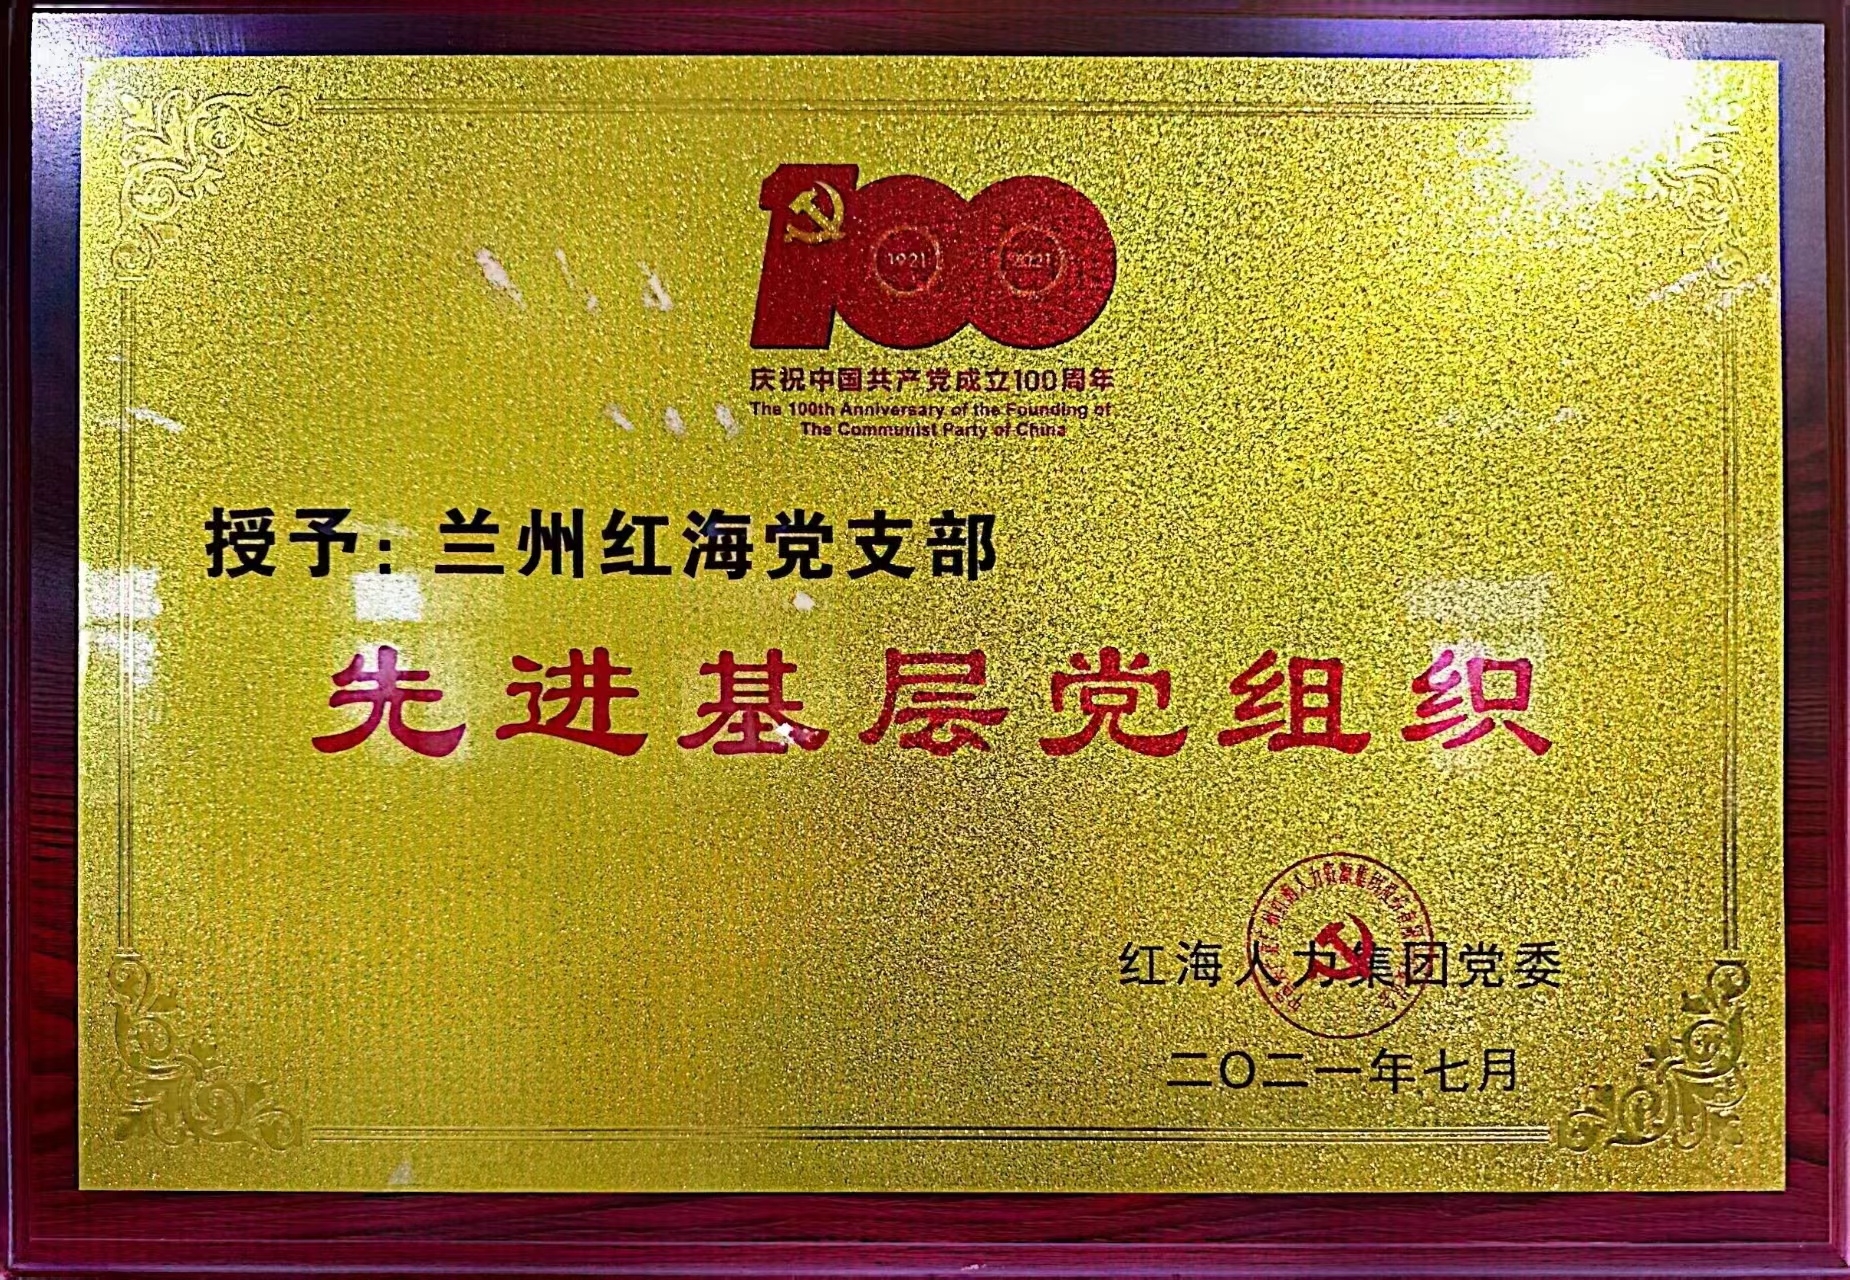 1921 2021
庆祝中国共产党成立100周年
The 100th Anniversary of the Founding of
The Communist Party of China
授予：兰州红海党支部
先进基层党组织
红海人力集团党委
二〇二一年七月